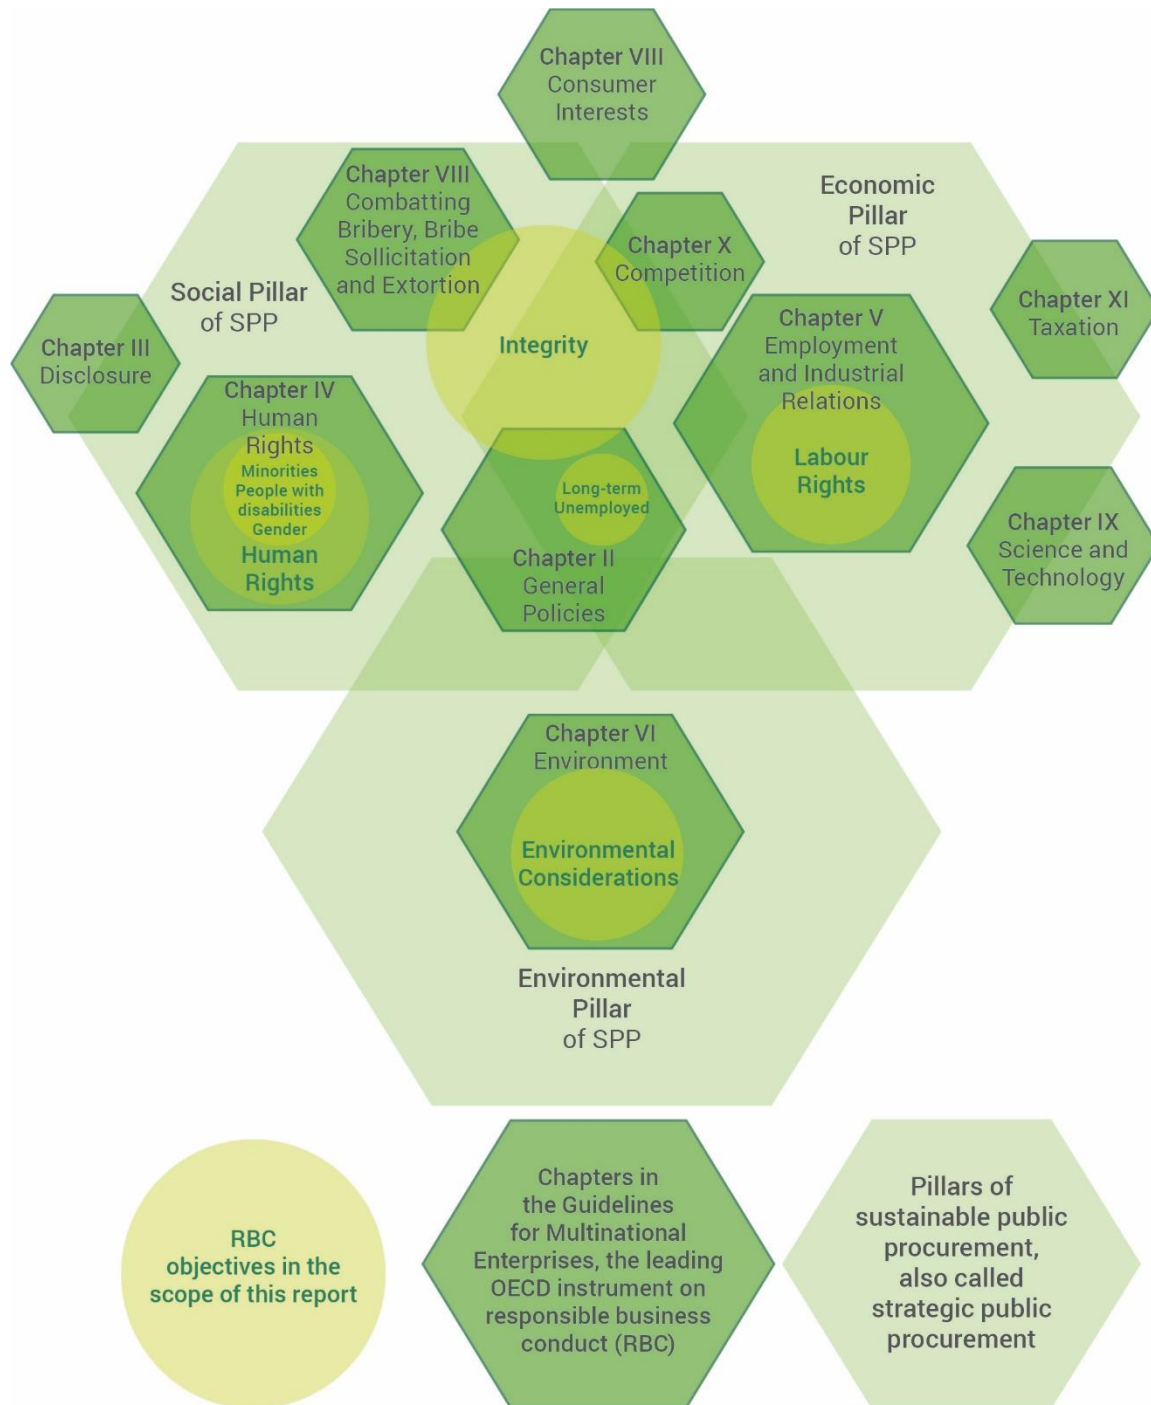 Chapter VIII
Consumer
Interests
Chapter VIII
Combatting
Bribery, Bribe
Sollicitation
and Extortion
Economic
Pillar
of SPP
Chapter X
Competition
Social Pillar
of SPP
Chapter XI
Taxation
Chapter III
Disclosure
Integrity
Chapter V
Employment
and Industrial
Relations
Labour
Rights
Chapter IV
Human
Rights
Minorities
People with
disabilities
Gender
Human
Rights
Long-term
Unemployed
Chapter II
General
Policies
Chapter IX
Science and
Technology
Chapter VI
Environment
Environmental
Considerations
Environmental
Pillar
of SPP
RBC
objectives in the
scope of this report
Chapters in
the Guidelines
for Multinational
Enterprises, the leading
OECD instrument on
responsible business
conduct (RBC)
Pillars of
sustainable public
procurement,
also called
strategic public
procurement